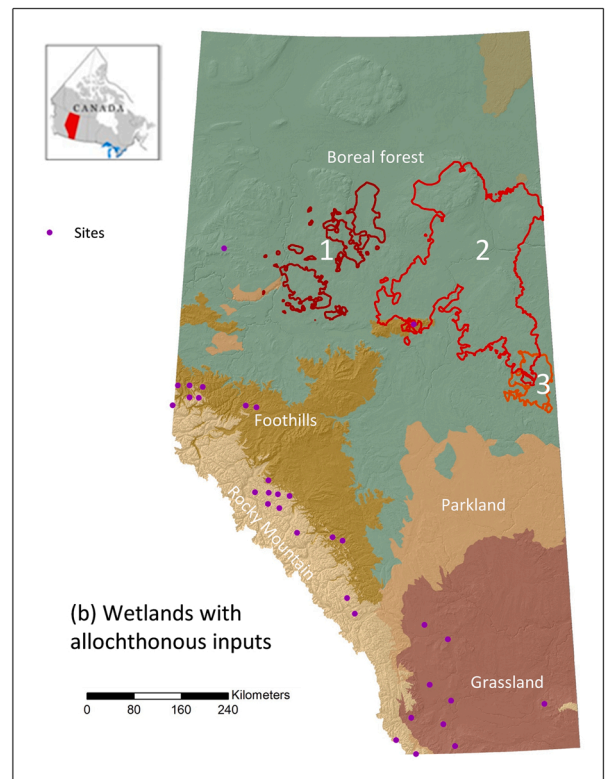 CANADA
Boreal forest
Sites
1
2
3
Foothills
Rocky Mountain
Parkland
(b) Wetlands with
allochthonous inputs
Grassland
Kilometers
0 80 160 240